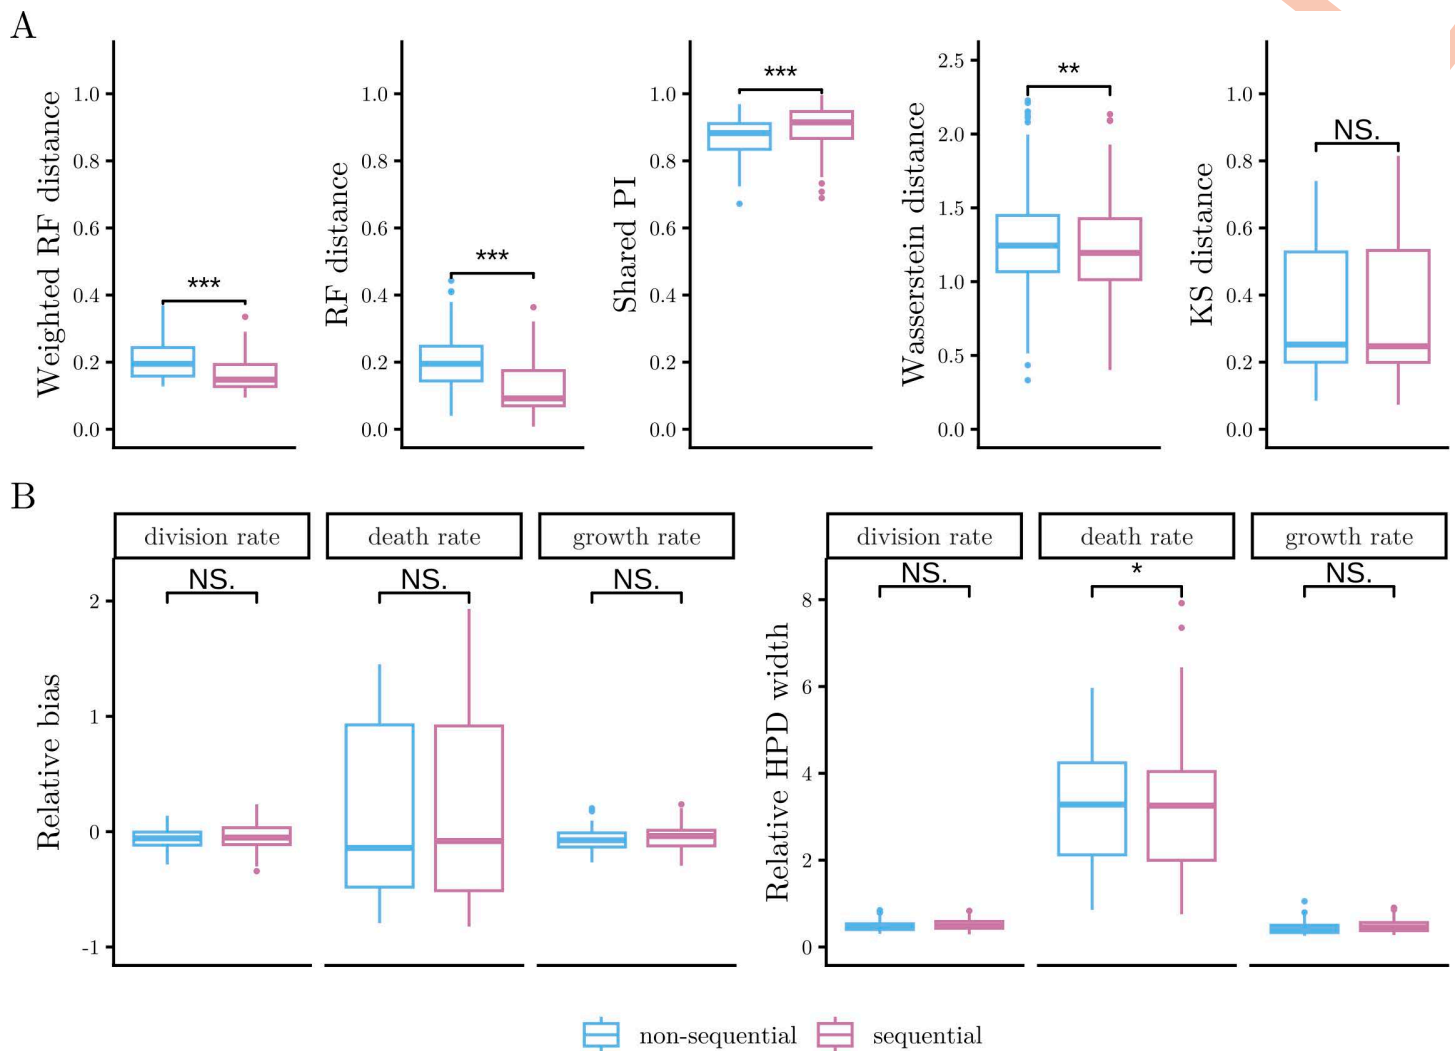 A
Weighted RF distance
1.0
0.8
0.6
0.4
0.2
0.0
***
RF distance
1.0
0.8
0.6
0.4
0.2
0.0
***
Shared PI
1.0
0.8
0.6
0.4
0.2
0.0
***
Wasserstein distance
2.5
2.0
1.5
1.0
0.5
0.0
**
KS distance
1.0
0.8
0.6
0.4
0.2
0.0
NS.
B
Relative bias
2
1
0
-1
division rate
NS.
death rate
NS.
growth rate
NS.
Relative HPD width
8
6
4
2
0
division rate
NS.
death rate
*
growth rate
NS.
non-sequential sequential